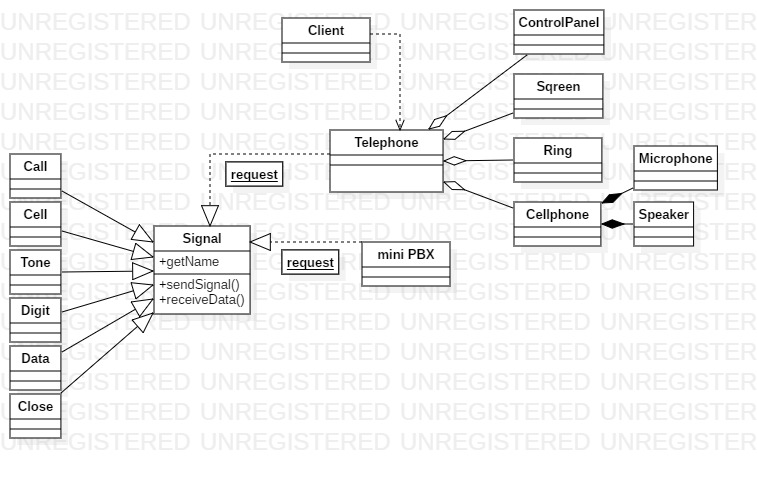 UNREGISTERED UNREGISTERED UNREGISTERED UNREGISTERED
Client
ControlPanel
Sqreen
Telephone
Ring
Microphone
Call
request
Cell
Cellphone
Speaker
Signal
Tone
+getName
mini PBX
request
+sendSignal()
+receiveData()
Digit
Data
Close